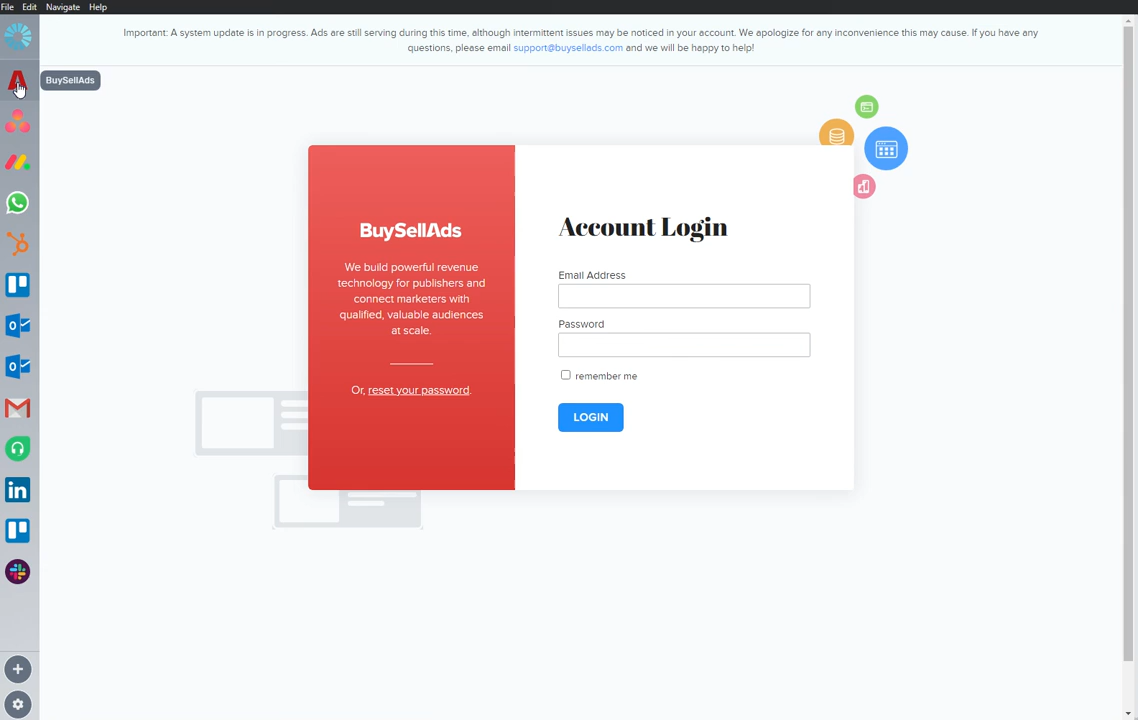 File Edit Navigate Help
Important: A system update is in progress. Ads are still serving during this time, although intermittent issues may be noticed in your account. We apologize for any inconvenience this may cause. If you have any
questions, please email support@buysellads.com and we will be happy to help!
BuySellAds
BuySellAds
We build powerful revenue
technology for publishers and
connect marketers with
qualified, valuable audiences
at scale.
Or, reset your password.
Account Login
Email Address
Password
remember me
LOGIN